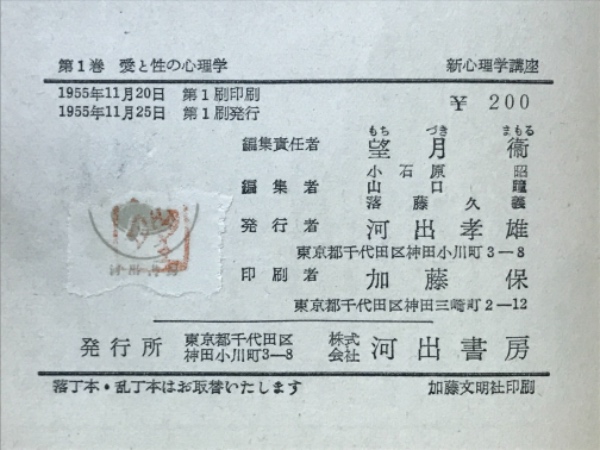 第1巻 愛と性の心理学 新心理学講座
1955年11月20日 第1刷印刷
1955年11月25日 第1刷発行
¥ 200
もち づき まもる
編集責任者 望月衞
小石原昭
編集者 山口瞳
落藤久義
発行者 河出孝雄
東京都千代田区神田小川町3−8
印刷者 加藤保
東京都千代田区神田三崎町2−12
発行所 東京都千代田区神田小川町3−8 株式会社 河出書房
落丁本・乱丁本はお取替いたします 加藤文明社印刷